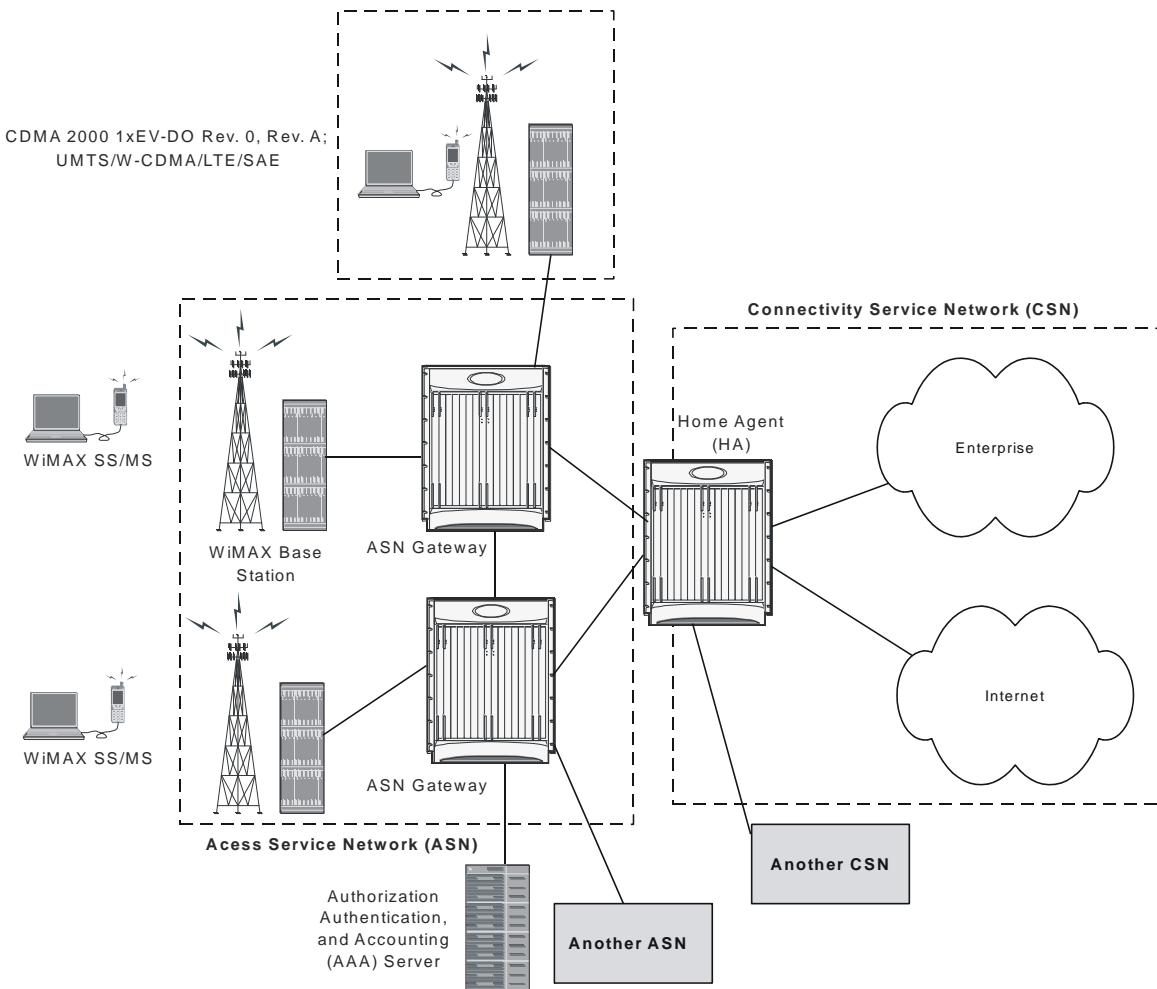 CDMA 2000 1xEV-DO Rev. 0, Rev. A;
UMTS/W-CDMA/LTE/SAE
Connectivity Service Network (CSN)
Home Agent
(HA)
Enterprise
WiMAX SS/MS
WiMAX Base
Station
ASN Gateway
Internet
WiMAX SS/MS
ASN Gateway
Acess Service Network (ASN)
Another CSN
Authorization
Authentication,
and Accounting
(AAA) Server
Another ASN